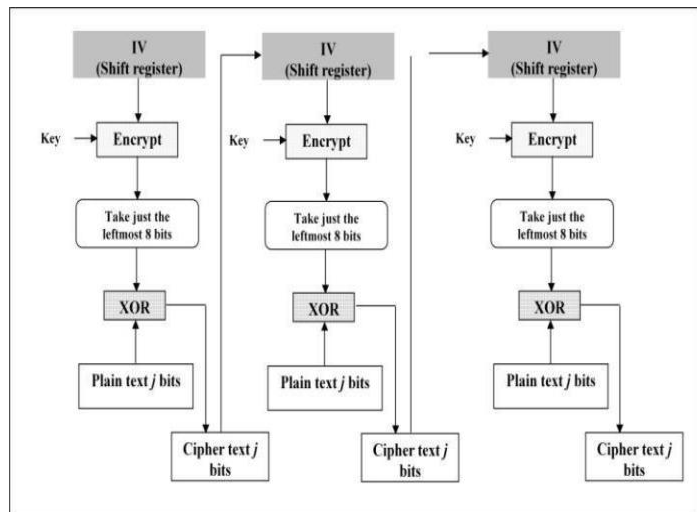 IV
(Shift register)
Key
Encrypt
Take just the
leftmost 8 bits
XOR
Plain text j bits
Cipher text j
bits
IV
(Shift register)
Key
Encrypt
Take just the
leftmost 8 bits
XOR
Plain text j bits
Cipher text j
bits
IV
(Shift register)
Key
Encrypt
Take just the
leftmost 8 bits
XOR
Plain text j bits
Cipher text j
bits